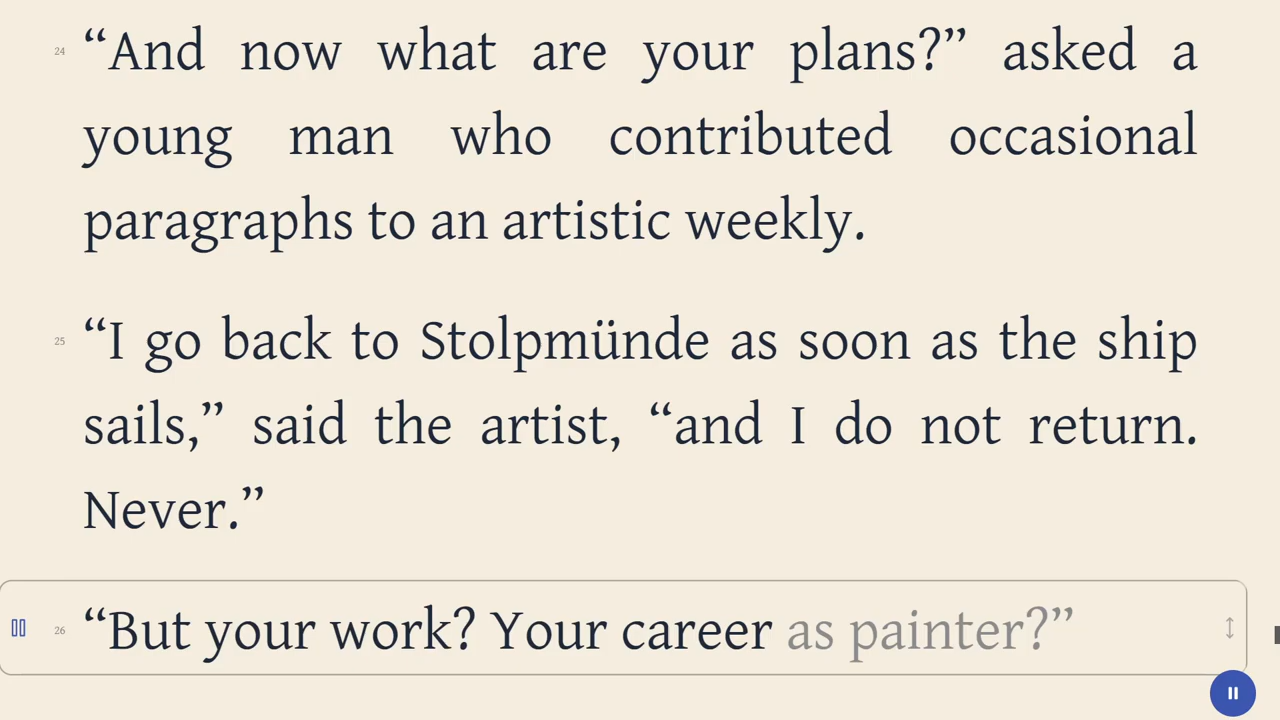 24 “And now what are your plans?” asked a
young man who contributed occasional
paragraphs to an artistic weekly.
25 “I go back to Stolpmünde as soon as the ship
sails,” said the artist, “and I do not return.
Never.”
26 “But your work? Your career as painter?”